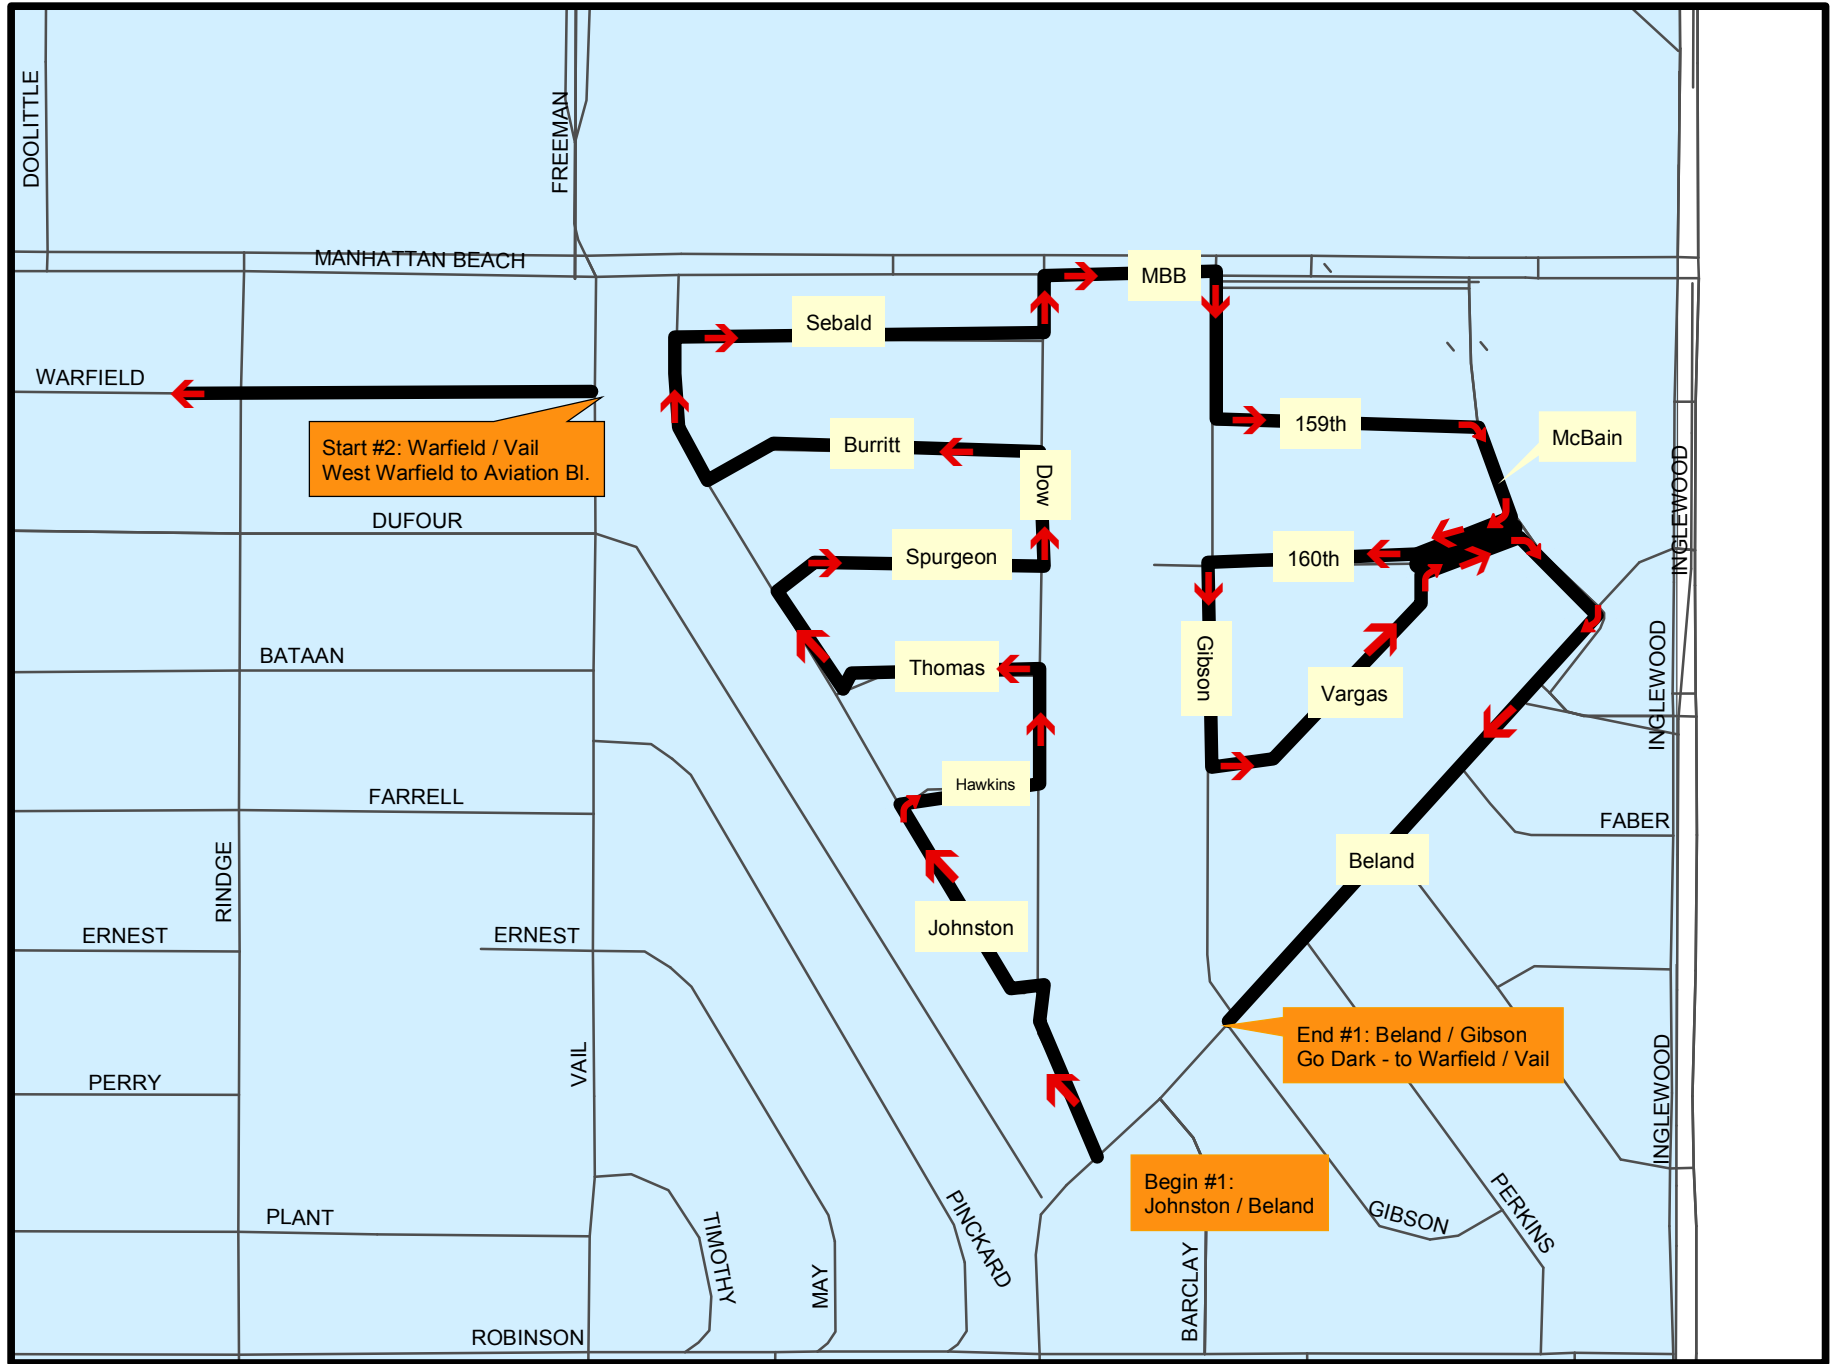 DOOLITTLE
FREEMAN
MANHATTAN BEACH
MBB
Sebald
WARFIELD
Start #2: Warfield / Vail
West Warfield to Aviation Bl.
Burritt
Dow
159th
McBain
INGLEWOOD
DUFOUR
Spurgeon
160th
BATAAN
Thomas
Gibson
Vargas
INGLEWOOD
FARRELL
Hawkins
FABER
RINDGE
Beland
ERNEST
ERNEST
Johnston
End #1: Beland / Gibson
Go Dark - to Warfield / Vail
VAIL
PERRY
INGLEWOOD
Begin #1:
Johnston / Beland
PLANT
TIMOTHY
MAY
PINCKARD
BARCLAY
GIBSON
PERKINS
ROBINSON